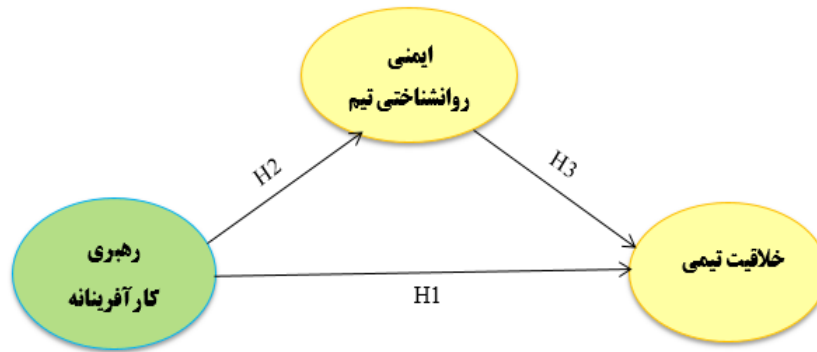 ایمنی
روانشناختی تیم
H2
H3
رهبری
کارآفرینانه
خلاقیت تیمی
H1